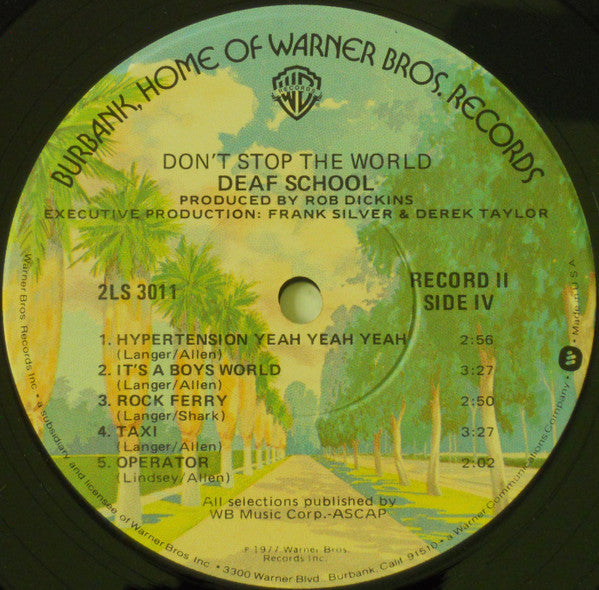 BURBANK, HOME OF WARNER BROS. RECORDS
RECORDS
DON'T STOP THE WORLD
DEAF SCHOOL
PRODUCED BY ROB DICKINS
EXECUTIVE PRODUCTION: FRANK SILVER & DEREK TAYLOR
2LS 3011
RECORD II
SIDE IV
1. HYPERTENSION YEAH YEAH YEAH 2:56
(Langer/Allen)
2. IT'S A BOYS WORLD 3:27
(Langer/Allen)
3. ROCK FERRY 2:50
(Langer/Shark)
4. TAXI 3:27
(Langer/Allen)
5. OPERATOR 2:02
(Lindsey/Allen)
All selections published by
WB Music Corp.-ASCAP
℗ 1977 Warner Bros.
Records Inc.
Warner Bros. Records Inc. • a subsidiary and licensee of Warner Bros. Inc. • 3300 Warner Blvd., Burbank, Calif. 91510 • a Warner Communications Company • Made in U.S.A.